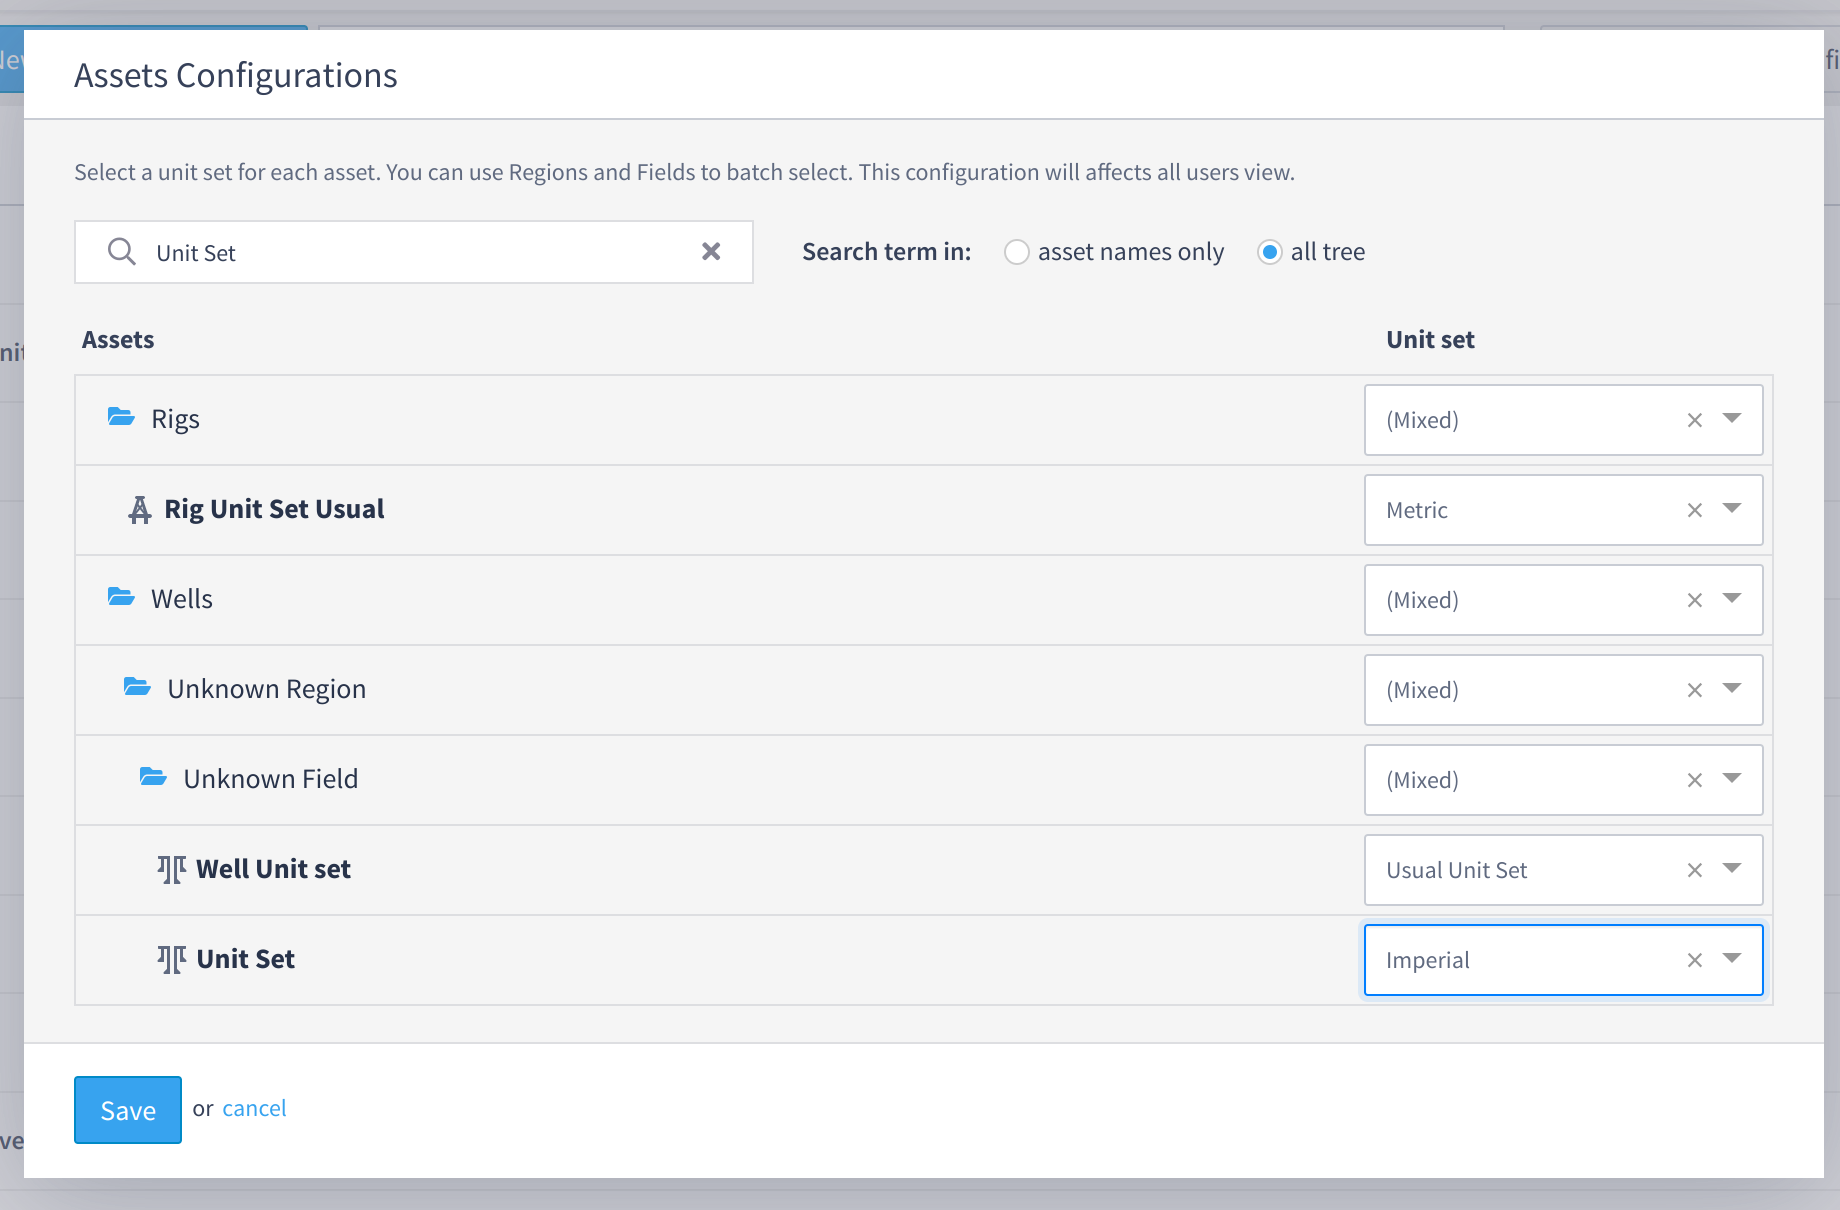 Assets Configurations
Select a unit set for each asset. You can use Regions and Fields to batch select. This configuration will affect all users view.
Unit Set
Search term in: asset names only all tree
Assets Unit set
Rigs (Mixed)
Rig Unit Set Usual Metric
Wells (Mixed)
Unknown Region (Mixed)
Unknown Field (Mixed)
Well Unit set Usual Unit Set
Unit Set Imperial
Save or cancel